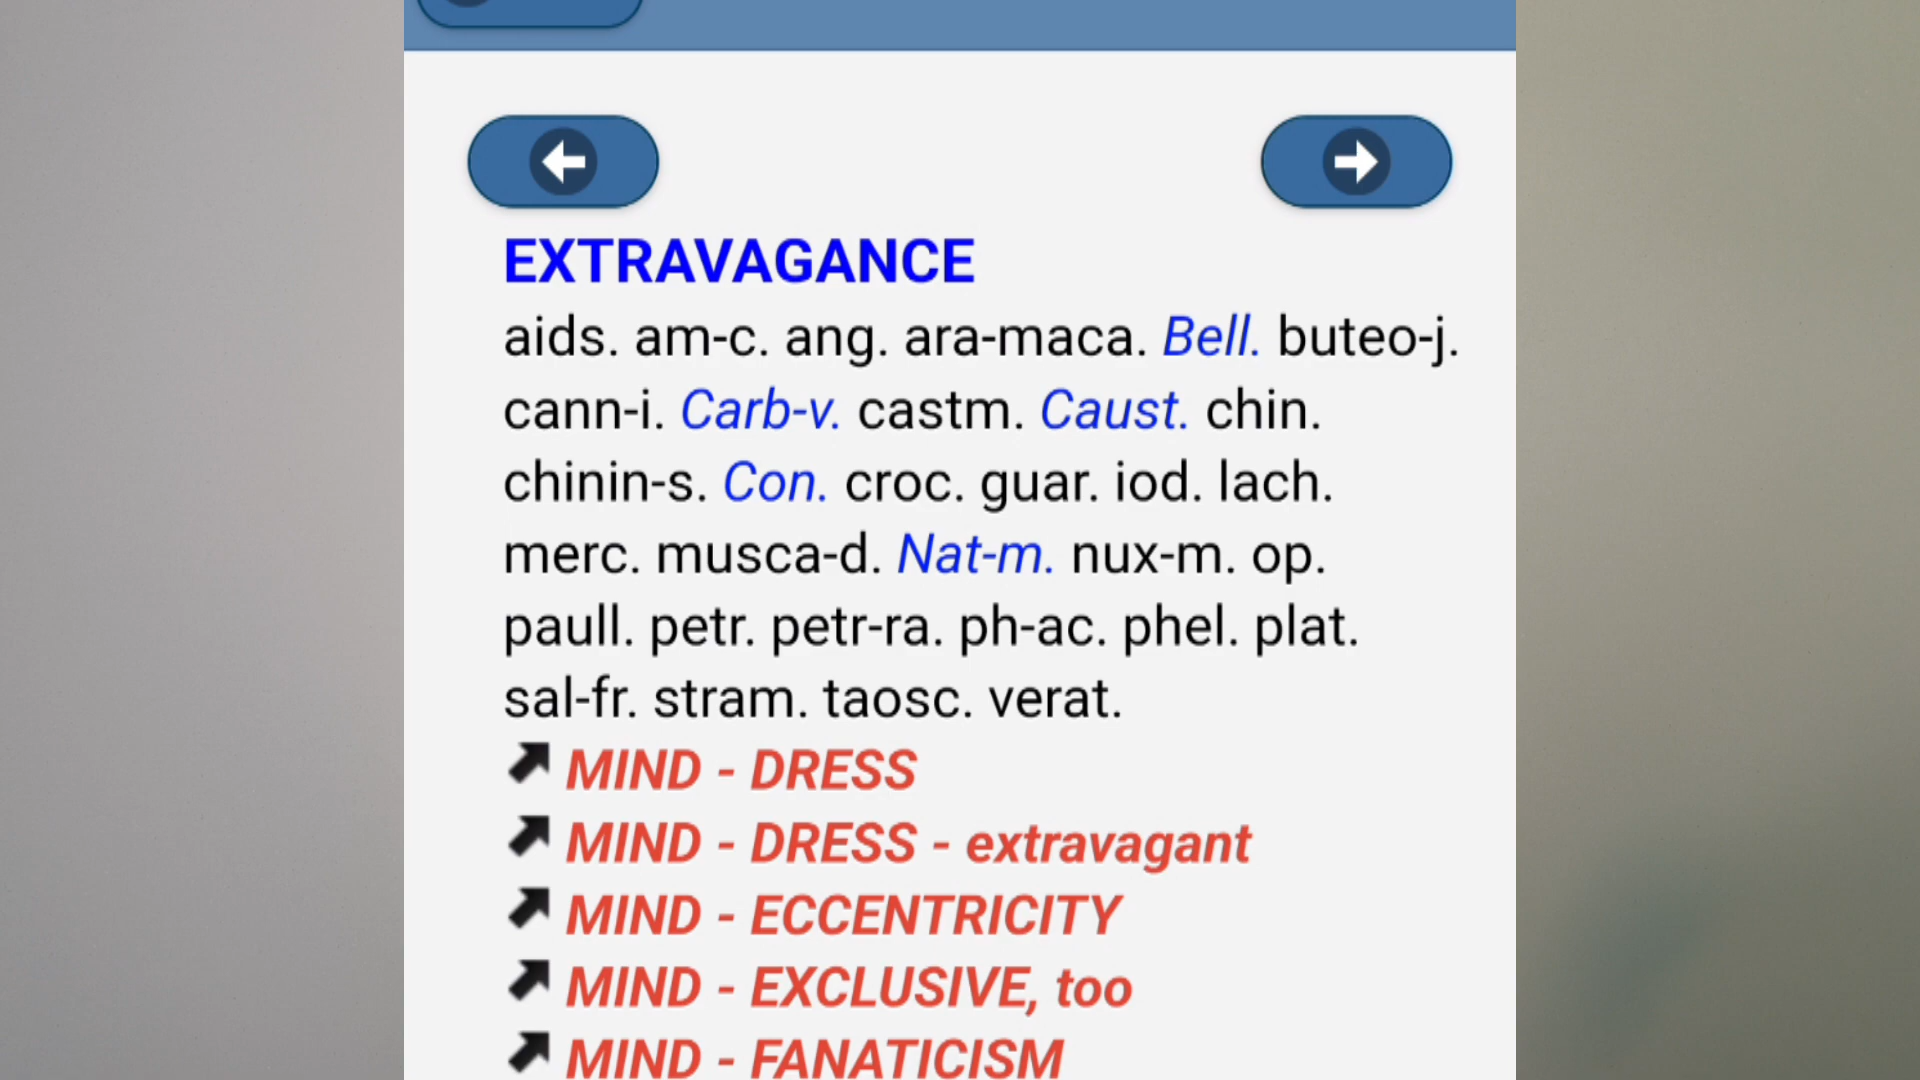 EXTRAVAGANCE
aids. am-c. ang. ara-maca. Bell. buteo-j.
cann-i. Carb-v. castm. Caust. chin.
chinin-s. Con. croc. guar. iod. lach.
merc. musca-d. Nat-m. nux-m. op.
paull. petr. petr-ra. ph-ac. phel. plat.
sal-fr. stram. taosc. verat.
MIND - DRESS
MIND - DRESS - extravagant
MIND - ECCENTRICITY
MIND - EXCLUSIVE, too
MIND - FANATICISM